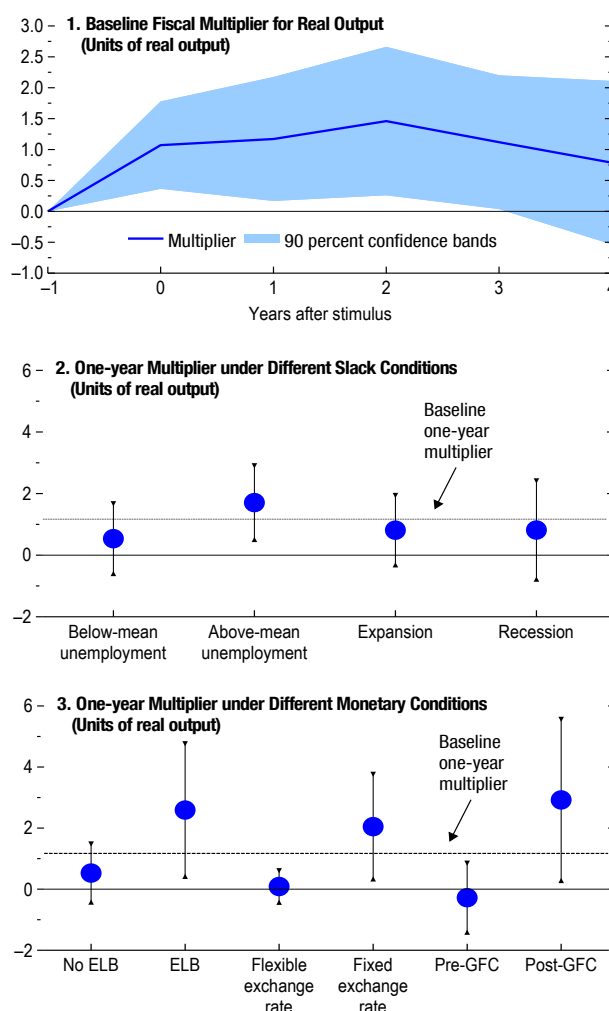 1. Baseline Fiscal Multiplier for Real Output
(Units of real output)
3.0
2.5
2.0
1.5
1.0
0.5
0.0
–0.5
–1.0
Multiplier
90 percent confidence bands
–1
0
1
2
3
4
Years after stimulus
2. One-year Multiplier under Different Slack Conditions
(Units of real output)
6
4
2
0
–2
Baseline
one-year
multiplier
Below-mean
unemployment
Above-mean
unemployment
Expansion
Recession
3. One-year Multiplier under Different Monetary Conditions
(Units of real output)
6
4
2
0
–2
Baseline
one-year
multiplier
No ELB
ELB
Flexible
exchange
rate
Fixed
exchange
rate
Pre-GFC
Post-GFC